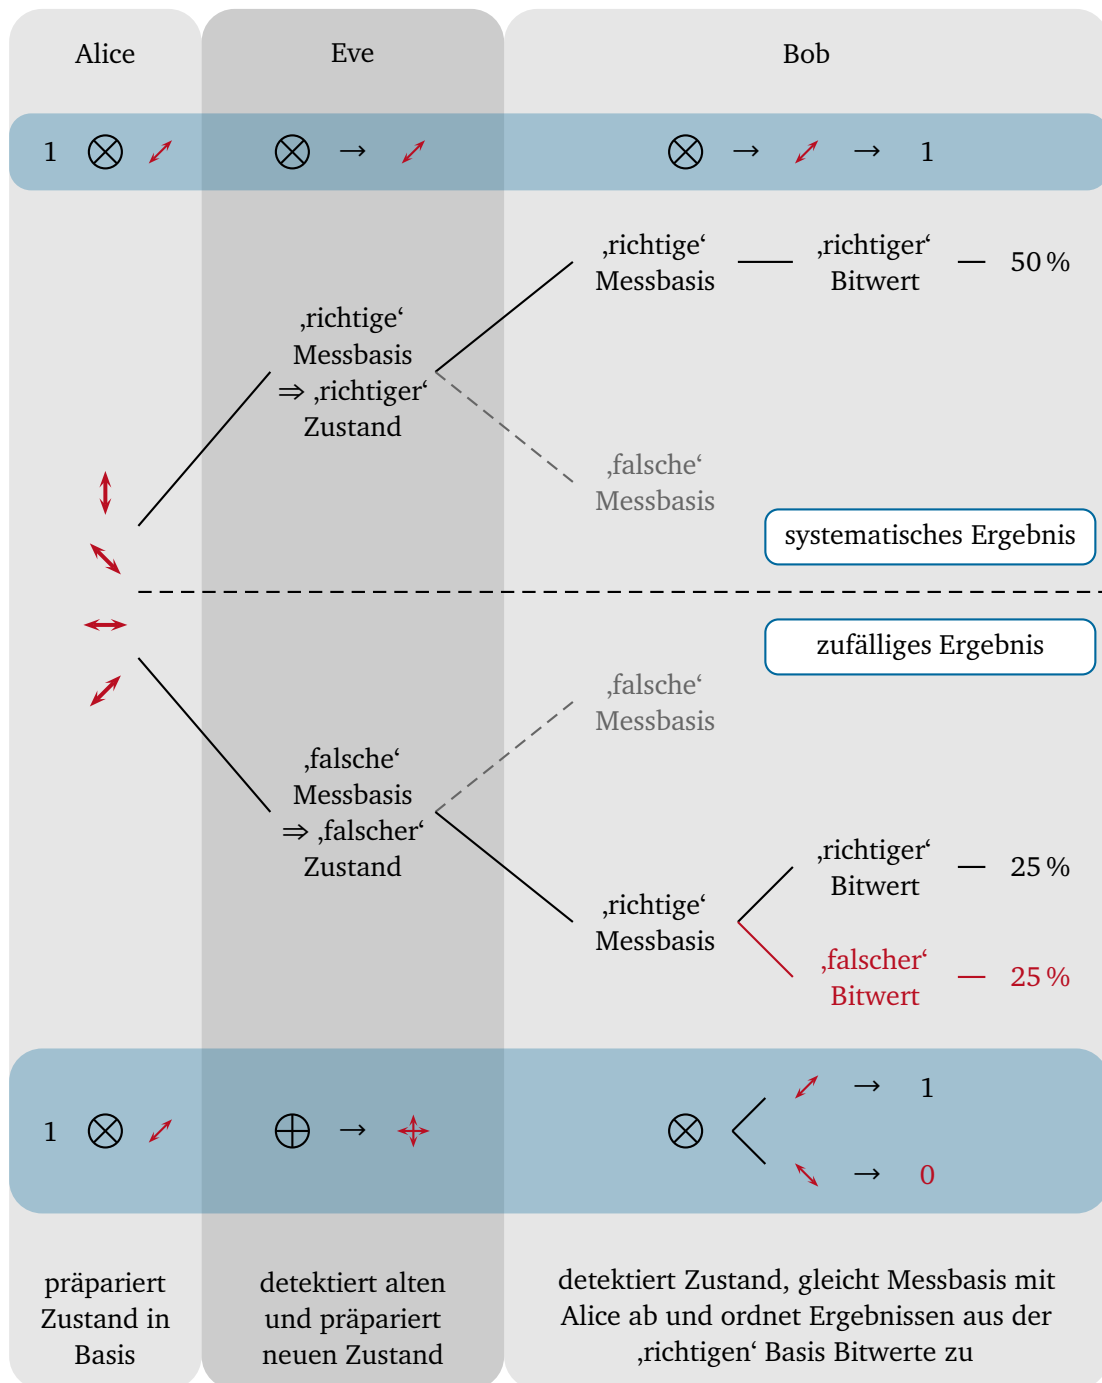 Alice
Eve
Bob
1
→
→ → 1
‚richtige‘
Messbasis
‚richtiger‘
Bitwert
50 %
‚richtige‘
Messbasis
⇒ ‚richtiger‘
Zustand
‚falsche‘
Messbasis
systematisches Ergebnis
zufälliges Ergebnis
‚falsche‘
Messbasis
‚falsche‘
Messbasis
⇒ ‚falscher‘
Zustand
‚richtiger‘
Bitwert
25 %
‚richtige‘
Messbasis
‚falscher‘
Bitwert
25 %
1
→
→ 1
→ 0
präpariert
Zustand in
Basis
detektiert alten
und präpariert
neuen Zustand
detektiert Zustand, gleicht Messbasis mit
Alice ab und ordnet Ergebnissen aus der
‚richtigen‘ Basis Bitwerte zu